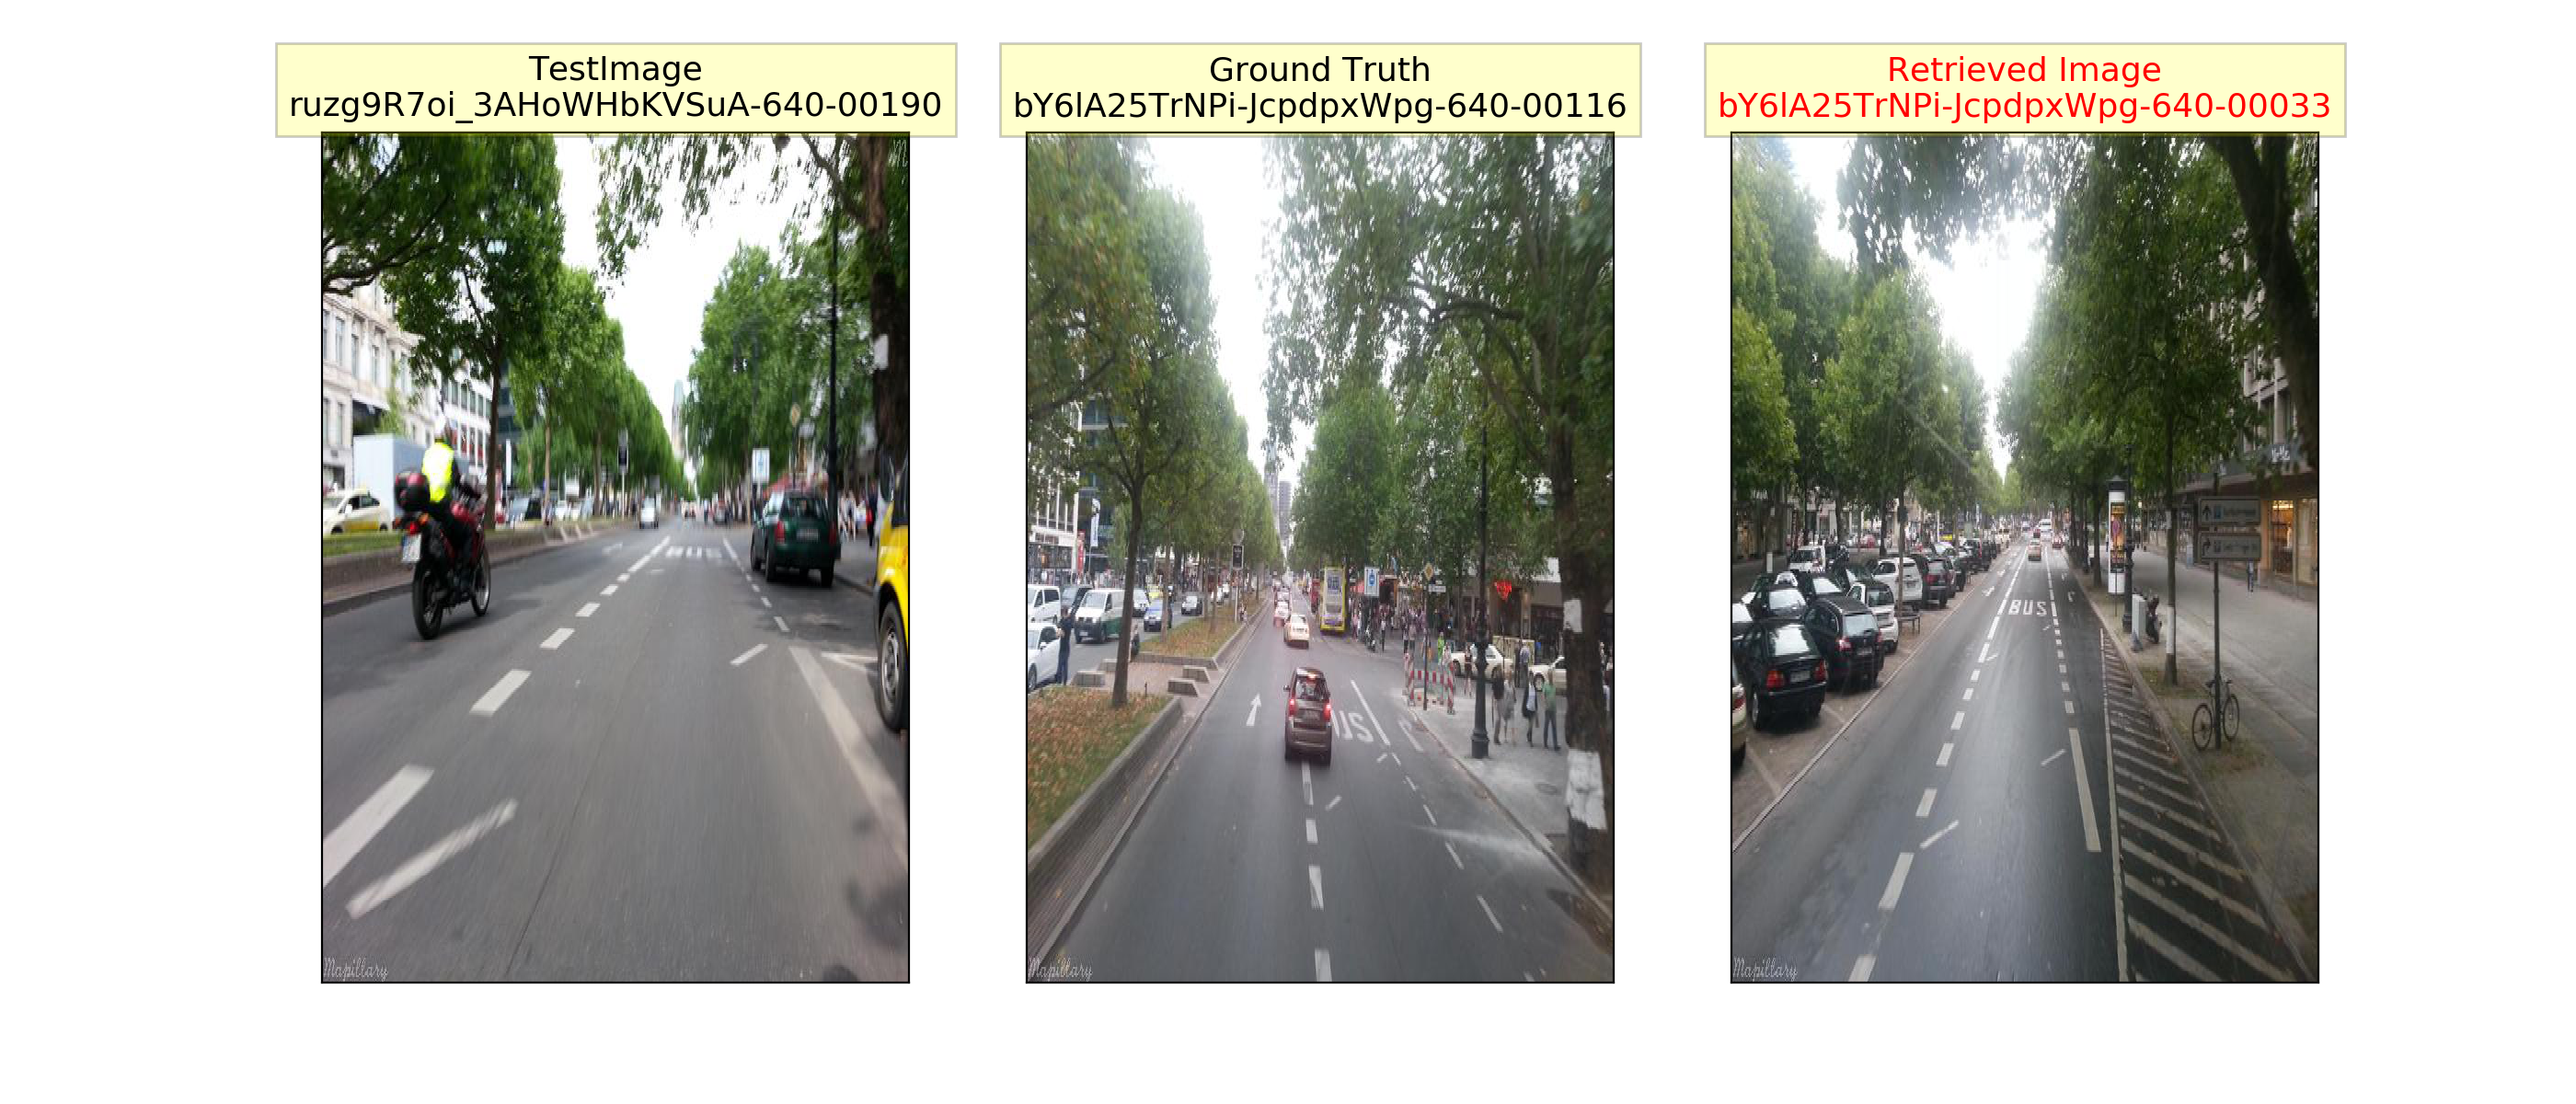 TestImage
ruzg9R7oi_3AHoWHbKVSuA-640-00190
Ground Truth
bY6lA25TrNPi-JcpdpxWpg-640-00116
Retrieved Image
bY6lA25TrNPi-JcpdpxWpg-640-00033
BUS
Mapillary
Mapillary
Mapillary